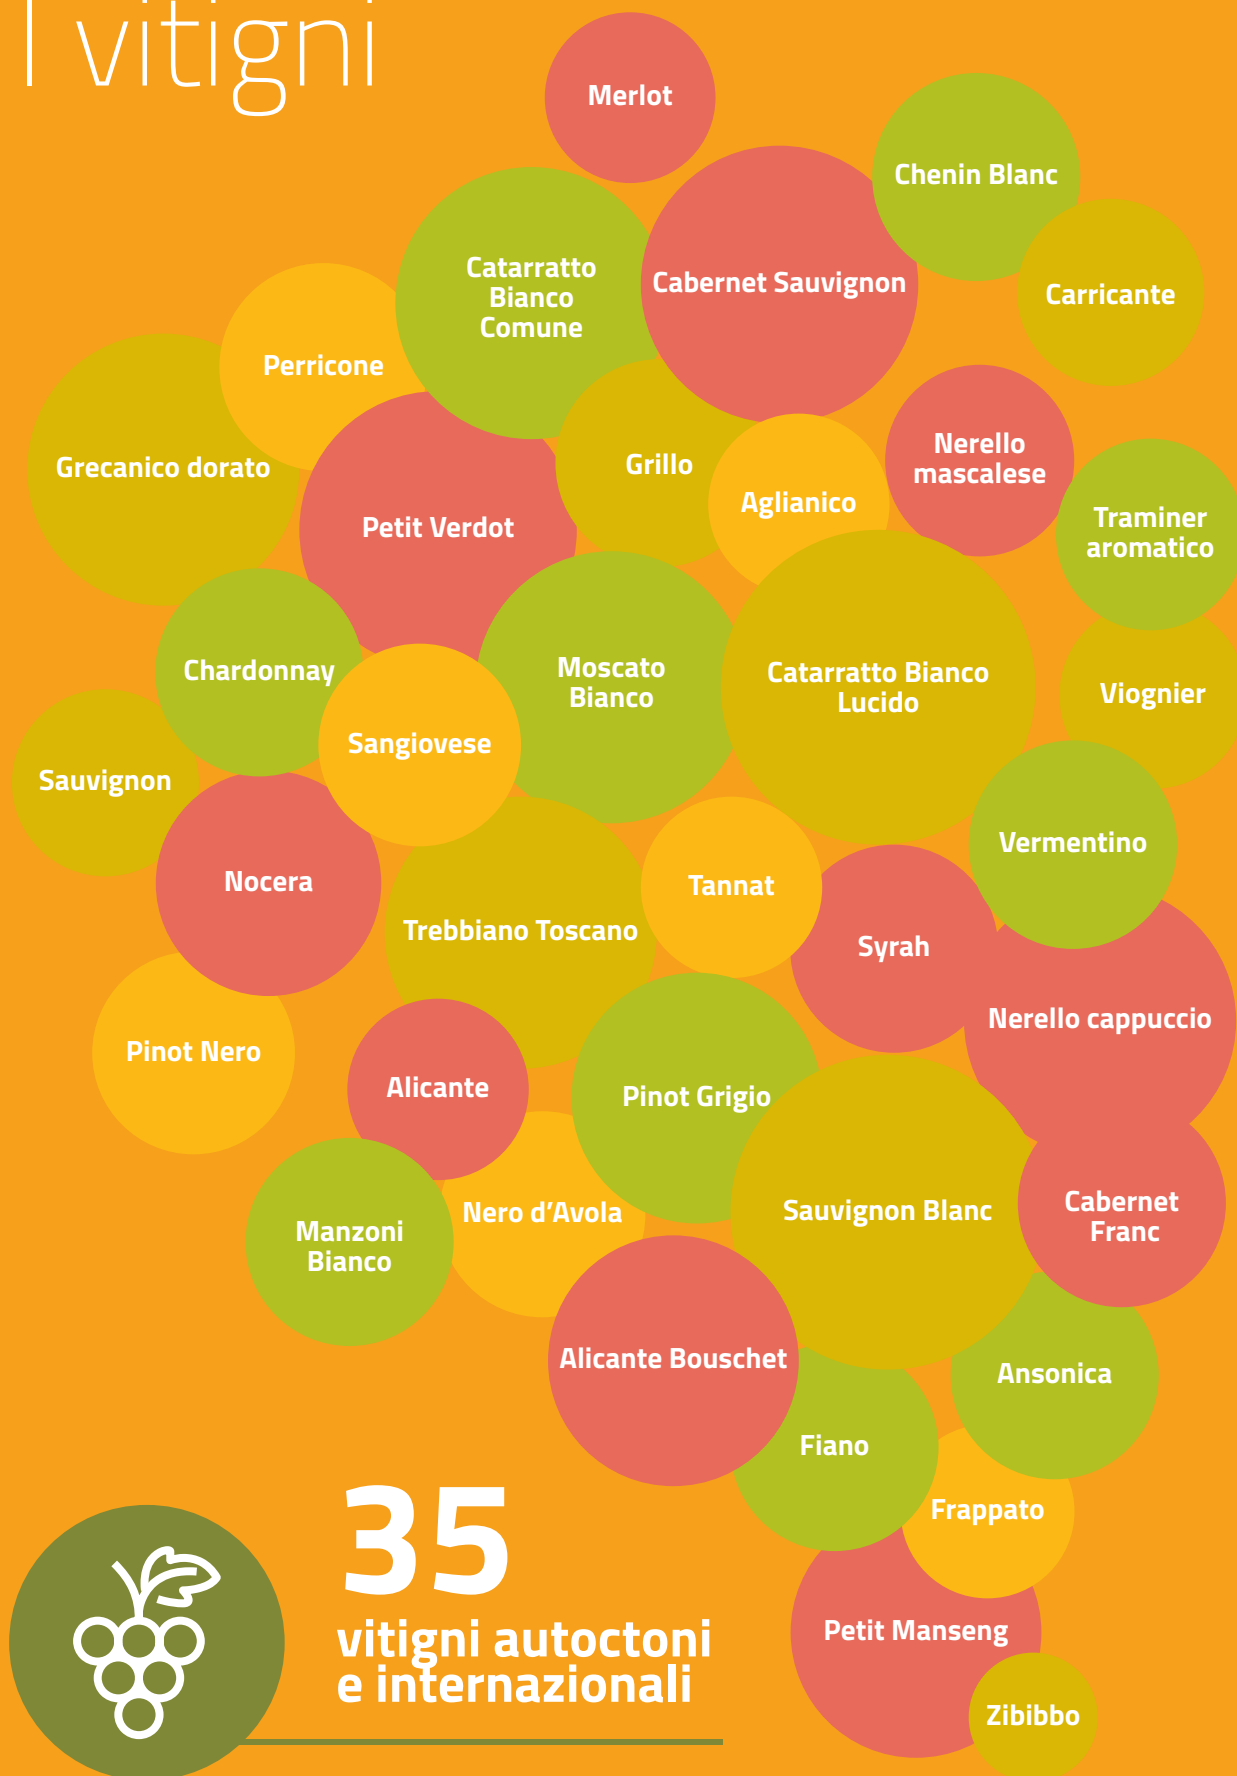 I vitigni
Merlot
Chenin Blanc
Catarratto
Bianco
Comune
Cabernet Sauvignon
Carricante
Perricone
Grecanico dorato
Grillo
Nerello
mascalese
Aglianico
Petit Verdot
Traminer
aromatico
Chardonnay
Moscato
Bianco
Catarratto Bianco
Lucido
Viognier
Sangiovese
Sauvignon
Vermentino
Nocera
Tannat
Trebbiano Toscano
Syrah
Nerello cappuccio
Pinot Nero
Alicante
Pinot Grigio
Manzoni
Bianco
Nero d'Avola
Sauvignon Blanc
Cabernet
Franc
Alicante Bouschet
Ansonica
Fiano
Frappato
Petit Manseng
Zibibbo
35
vitigni autoctoni
e internazionali